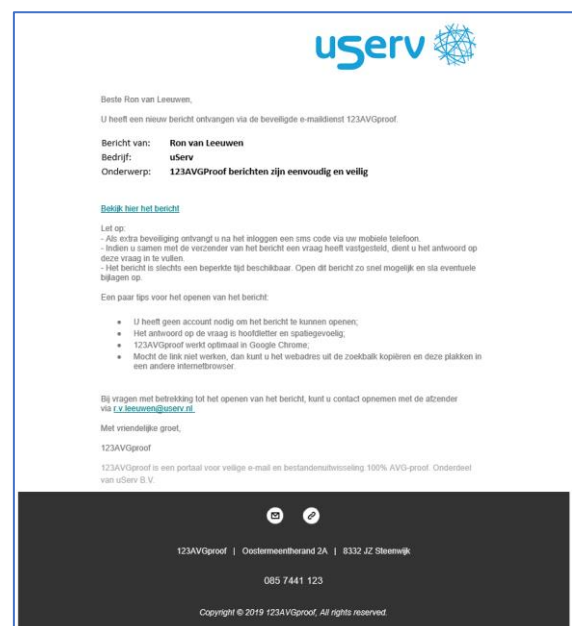 userv
Beste Ron van Leeuwen,
U heeft een nieuw bericht ontvangen via de beveiligde e-maildienst 123AVGproof.
Bericht van: Ron van Leeuwen
Bedrijf: uServ
Onderwerp: 123AVGProof berichten zijn eenvoudig en veilig
Bekijk hier het bericht
Let op:
- Als extra beveiliging ontvangt u na het inloggen een sms code via uw mobiele telefoon.
- Indien u samen met de verzender van het bericht een vraag heeft vastgesteld, dient u het antwoord op
deze vraag in te vullen.
- Het bericht is slechts een beperkte tijd beschikbaar. Open dit bericht zo snel mogelijk en sla eventuele
bijlagen op.
Een paar tips voor het openen van het bericht:
• U heeft geen account nodig om het bericht te kunnen openen;
• Het antwoord op de vraag is hoofdletter en spatiegevoelig;
• 123AVGproof werkt optimaal in Google Chrome;
• Mocht de link niet werken, dan kunt u het webadres uit de zoekbalk kopiëren en deze plakken in
een andere internetbrowser.
Bij vragen met betrekking tot het openen van het bericht, kunt u contact opnemen met de afzender
via r.v.leeuwen@userv.nl
Met vriendelijke groet,
123AVGproof
123AVGproof is een portaal voor veilige e-mail en bestandenuitwisseling 100% AVG-proof. Onderdeel
van uServ B.V.
123AVGproof | Oostermeentherand 2A | 8332 JZ Steenwijk
085 7441 123
Copyright © 2019 123AVGproof, All rights reserved.